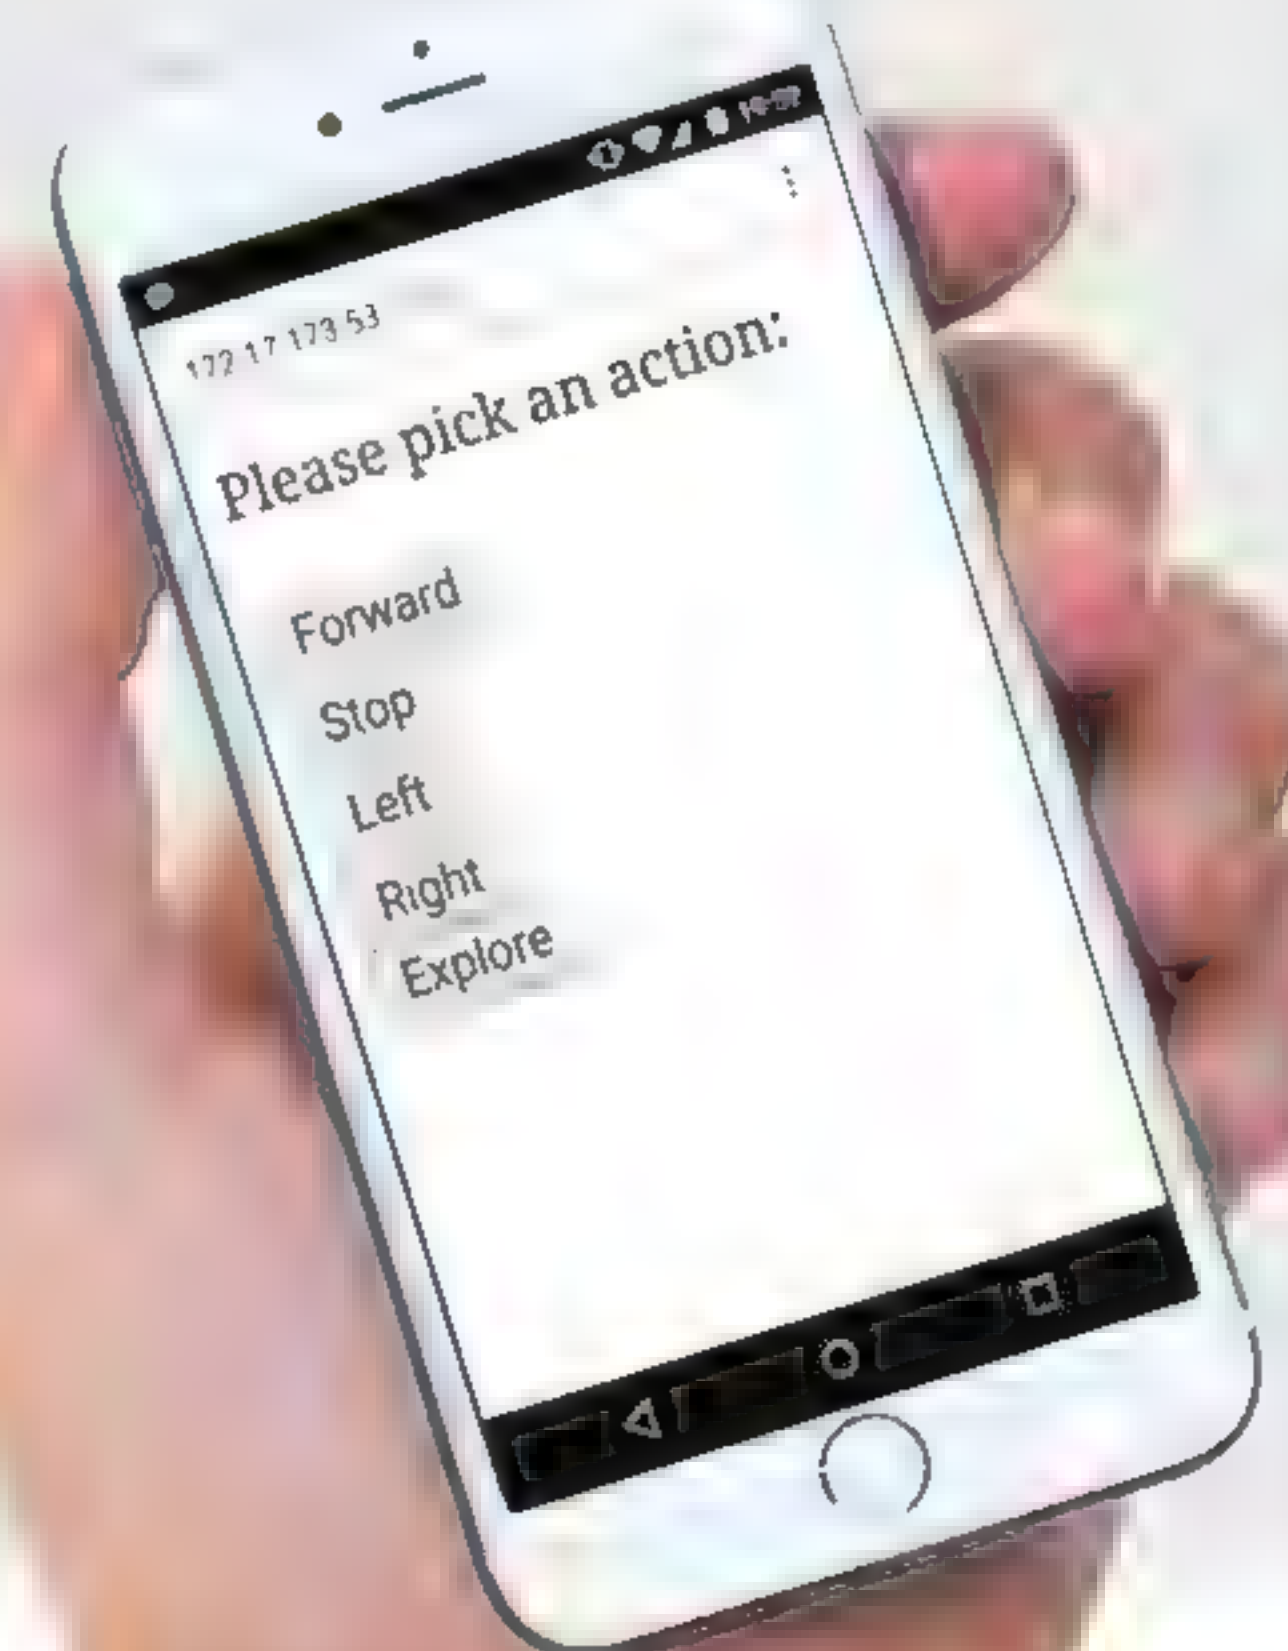 172 17 173 53
Please pick an action:
Forward
Stop
Left
Right
Explore